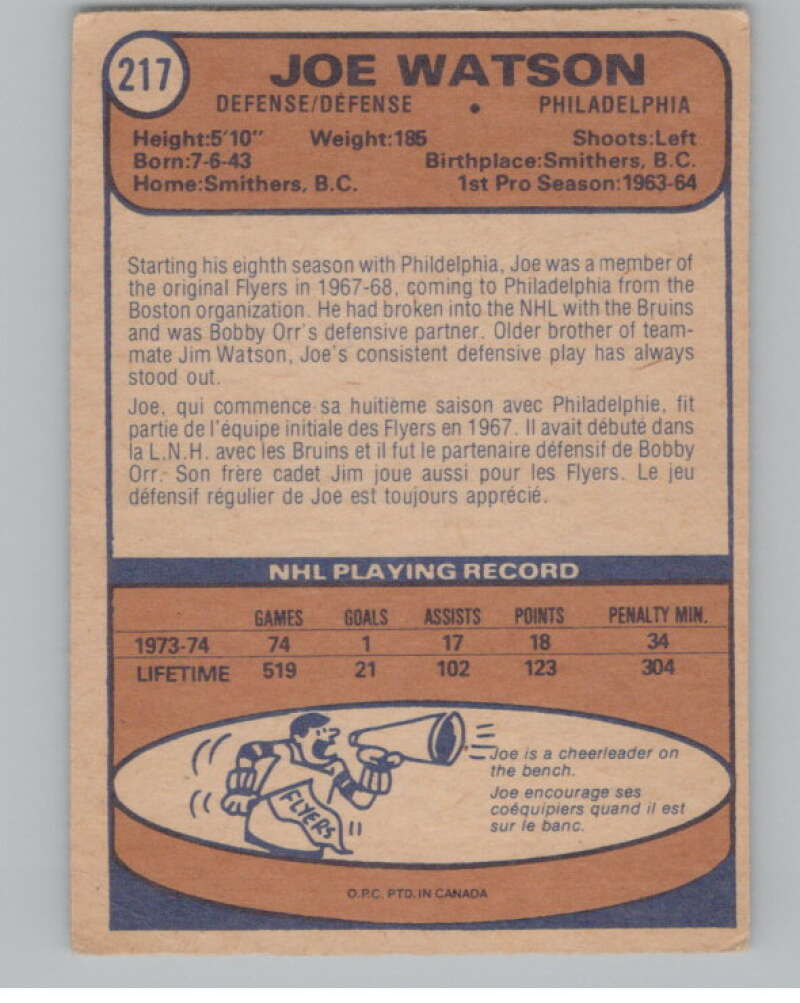 217
JOE WATSON
DEFENSE/DÉFENSE • PHILADELPHIA
Height:5'10" Weight:185 Shoots:Left
Born:7-6-43 Birthplace:Smithers, B.C.
Home:Smithers, B.C. 1st Pro Season:1963-64
Starting his eighth season with Phildelphia, Joe was a member of
the original Flyers in 1967-68, coming to Philadelphia from the
Boston organization. He had broken into the NHL with the Bruins
and was Bobby Orr's defensive partner. Older brother of team-
mate Jim Watson, Joe's consistent defensive play has always
stood out.
Joe, qui commence sa huitième saison avec Philadelphie, fit
partie de l'équipe initiale des Flyers en 1967. Il avait débuté dans
la L.N.H. avec les Bruins et il fut le partenaire défensif de Bobby
Orr. Son frère cadet Jim joue aussi pour les Flyers. Le jeu
défensif régulier de Joe est toujours apprécié.
NHL PLAYING RECORD
GAMES GOALS ASSISTS POINTS PENALTY MIN.
1973-74 74 1 17 18 34
LIFETIME 519 21 102 123 304
FLYERS
Joe is a cheerleader on
the bench.
Joe encourage ses
coéquipiers quand il est
sur le banc.
O.P.C. PTD. IN CANADA